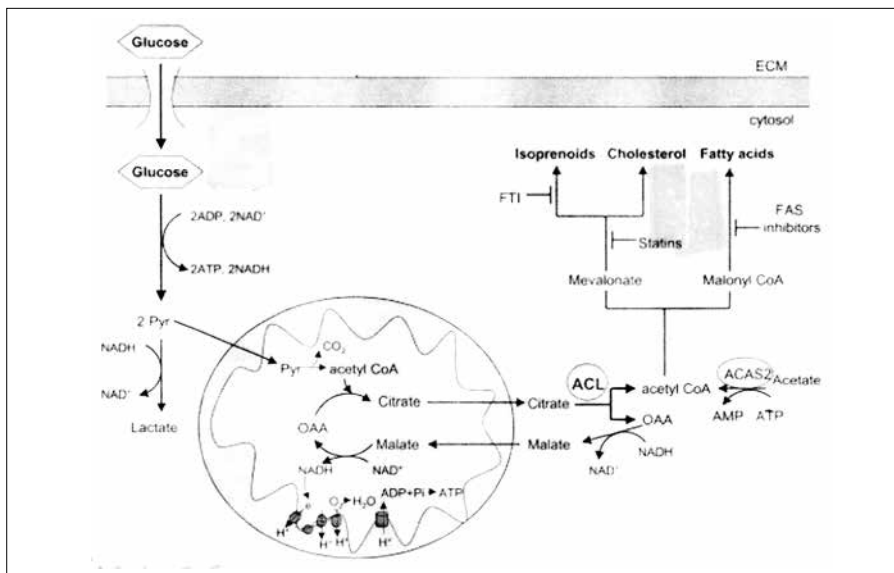 Glucose
ECM
cytosol
Isoprenoids Cholesterol Fatty acids
Glucose
FTI
FAS
inhibitors
2ADP, 2NAD⁺
Statins
2ATP, 2NADH
Mevalonate Malonyl CoA
2 Pyr
NADH
CO₂
Pyr acetyl CoA
ACL
ACAS2
acetyl CoA Acetate
NAD⁺
Citrate Citrate
AMP ATP
Lactate
OAA
OAA
Malate Malate
NADH
NADH NAD⁺
NAD⁺
ADP+Pi ATP
e
O₂ H₂O
H⁺ H⁺ H⁺ H⁺